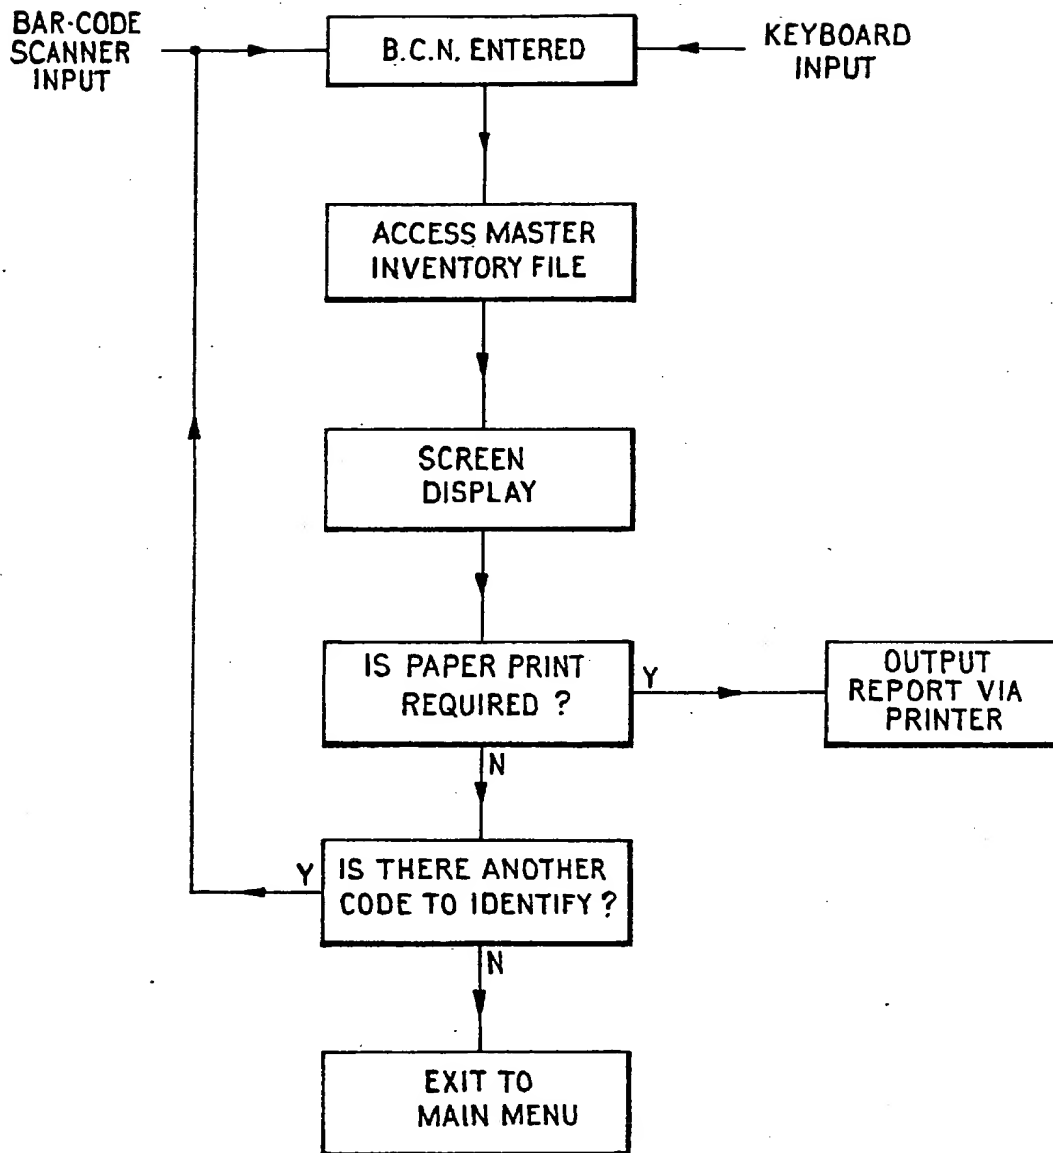 BAR-CODE
SCANNER
INPUT
B.C.N. ENTERED
KEYBOARD
INPUT
ACCESS MASTER
INVENTORY FILE
SCREEN
DISPLAY
IS PAPER PRINT
REQUIRED ?
Y
OUTPUT
REPORT VIA
PRINTER
N
Y
IS THERE ANOTHER
CODE TO IDENTIFY ?
N
EXIT TO
MAIN MENU